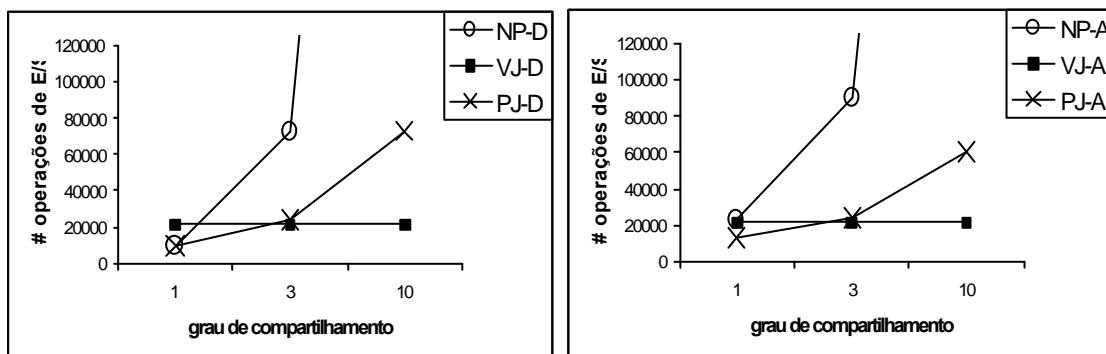 NP-D
VJ-D
PJ-D
# operações de E/S
120000
100000
80000
60000
40000
20000
0
1 3 10
grau de compartilhamento
NP-A
VJ-A
PJ-A
# operações de E/S
120000
100000
80000
60000
40000
20000
0
1 3 10
grau de compartilhamento